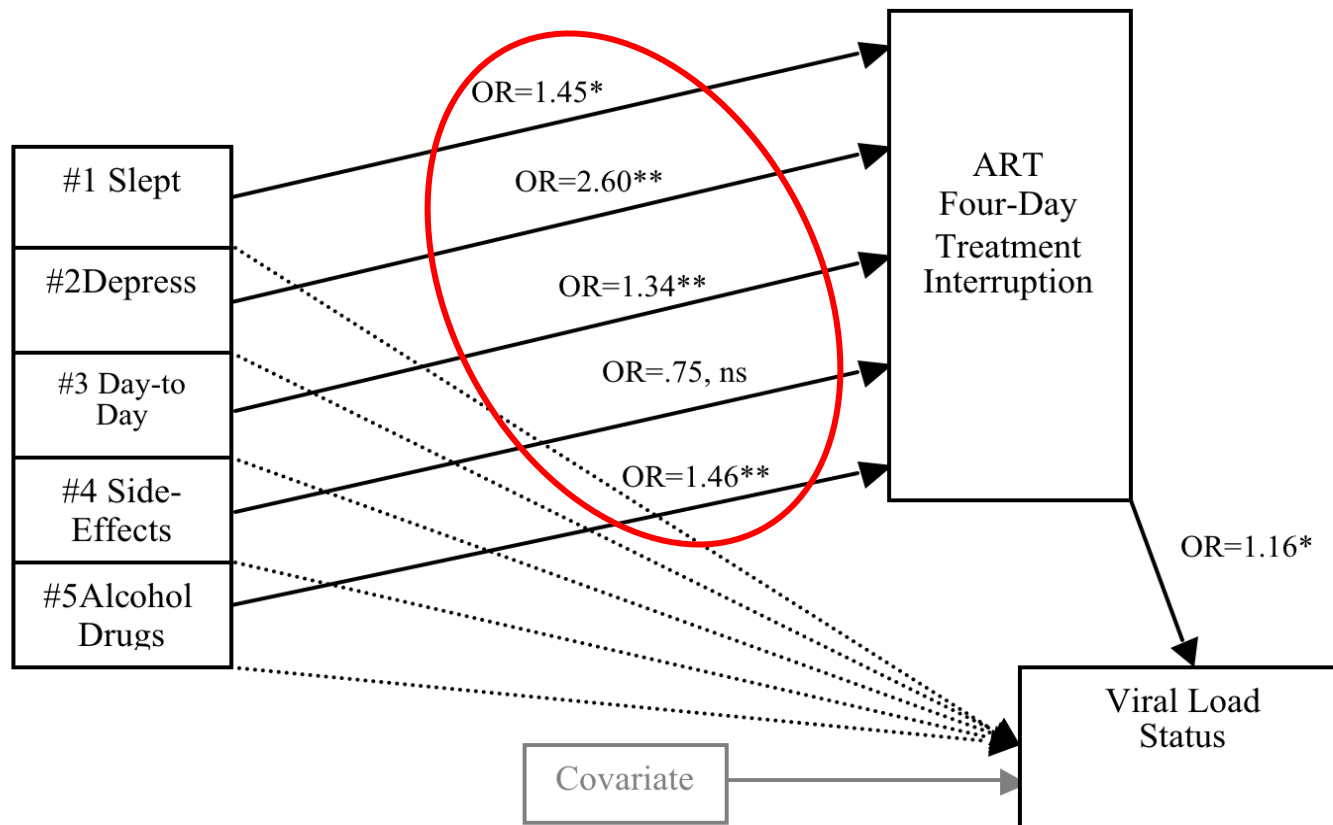 OR=1.45*
#1 Slept
OR=2.60**
ART
Four-Day
Treatment
Interruption
#2Depress
OR=1.34**
#3 Day-to
Day
OR=.75, ns
#4 Side-
Effects
OR=1.46**
OR=1.16*
#5Alcohol
Drugs
Viral Load
Status
Covariate